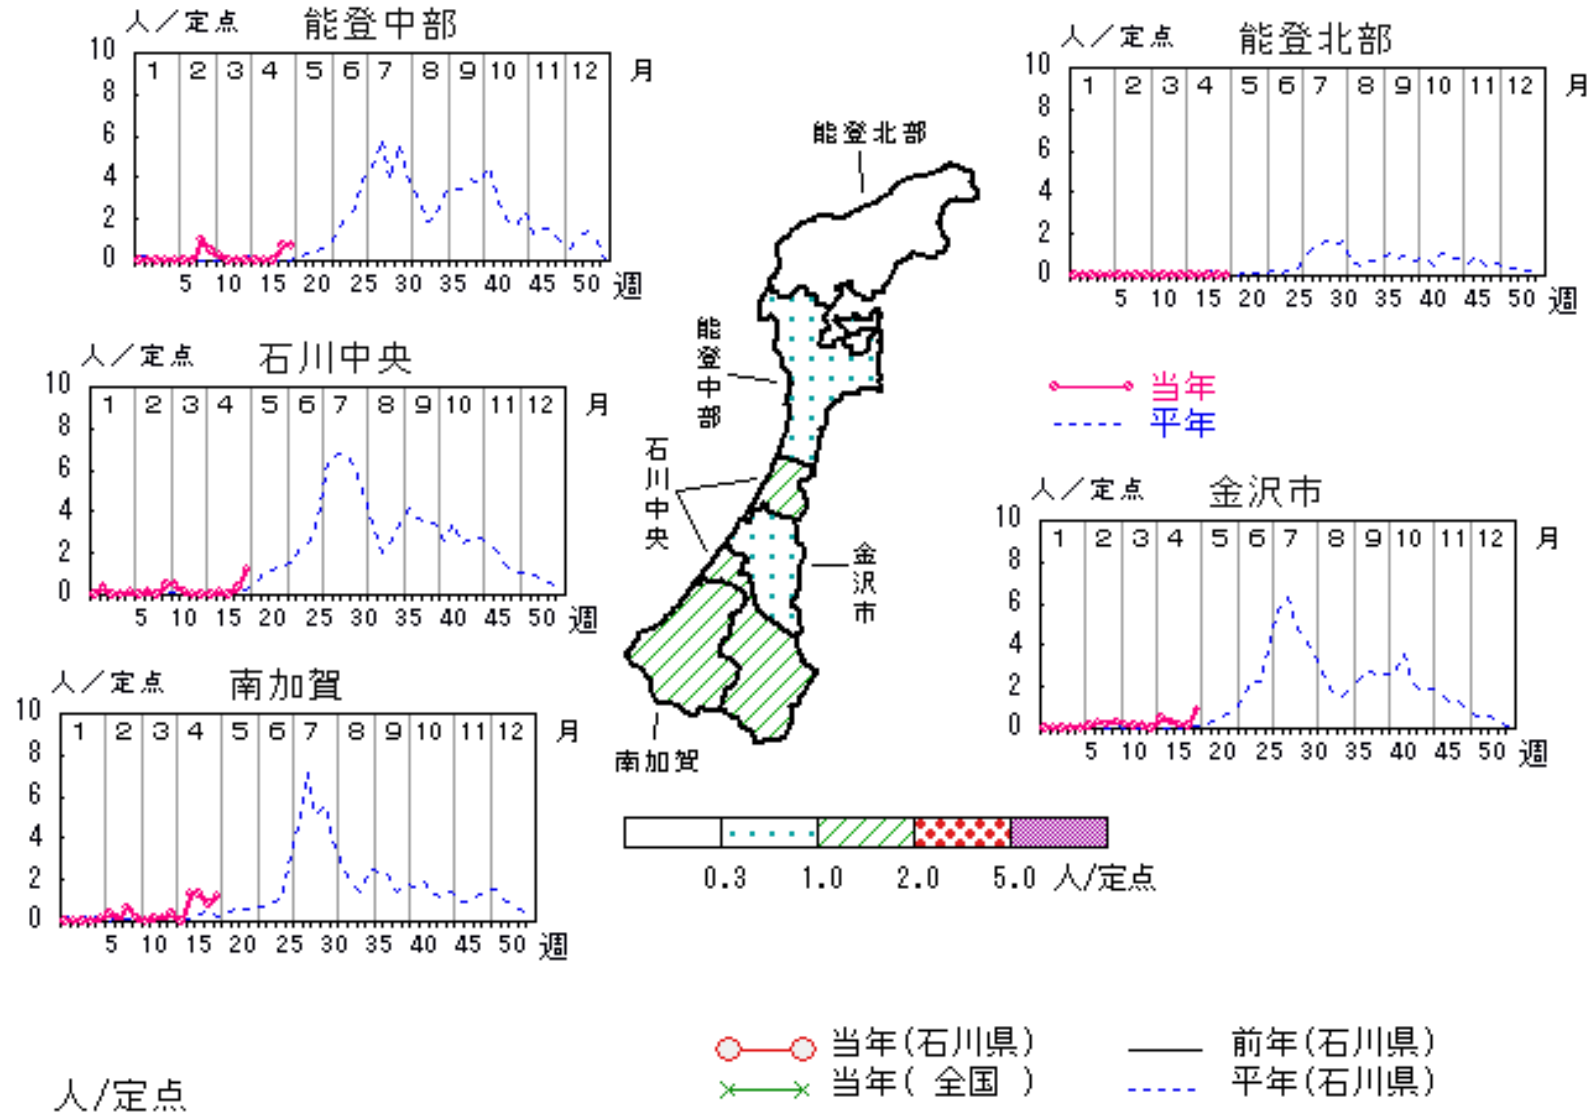 人／定点 能登中部
10 8 6 4 2 0
1 2 3 4 5 6 7 8 9 10 11 12 月
5 10 15 20 25 30 35 40 45 50 週
人／定点 能登北部
10 8 6 4 2 0
1 2 3 4 5 6 7 8 9 10 11 12 月
5 10 15 20 25 30 35 40 45 50 週
人／定点 石川中央
10 8 6 4 2 0
1 2 3 4 5 6 7 8 9 10 11 12 月
5 10 15 20 25 30 35 40 45 50 週
能登北部
能登中部
石川中央
金沢市
南加賀
当年
平年
人／定点 金沢市
10 8 6 4 2 0
1 2 3 4 5 6 7 8 9 10 11 12 月
5 10 15 20 25 30 35 40 45 50 週
人／定点 南加賀
10 8 6 4 2 0
1 2 3 4 5 6 7 8 9 10 11 12 月
5 10 15 20 25 30 35 40 45 50 週
0.3 1.0 2.0 5.0 人/定点
当年(石川県) 前年(石川県)
当年( 全国 ) 平年(石川県)
人/定点